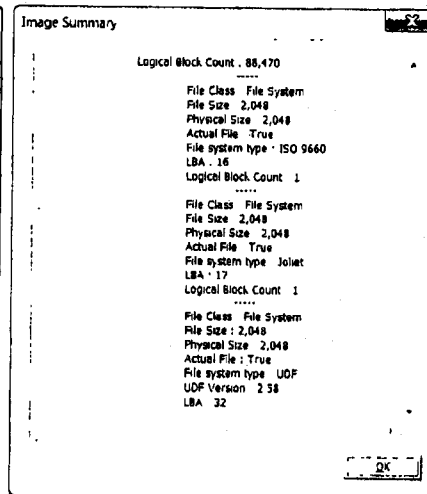 Image Summary
Logical Block Count . 88,470
-----
File Class File System
File Size 2,048
Physical Size 2,048
Actual File True
File system type · ISO 9660
LBA . 16
Logical Block Count 1
-----
File Class File System
File Size 2,048
Physical Size 2,048
Actual File True
File system type Joliet
LBA · 17
Logical Block Count 1
-----
File Class File System
File Size : 2,048
Physical Size 2,048
Actual File : True
File system type UDF
UDF Version 2 58
LBA 32
OK